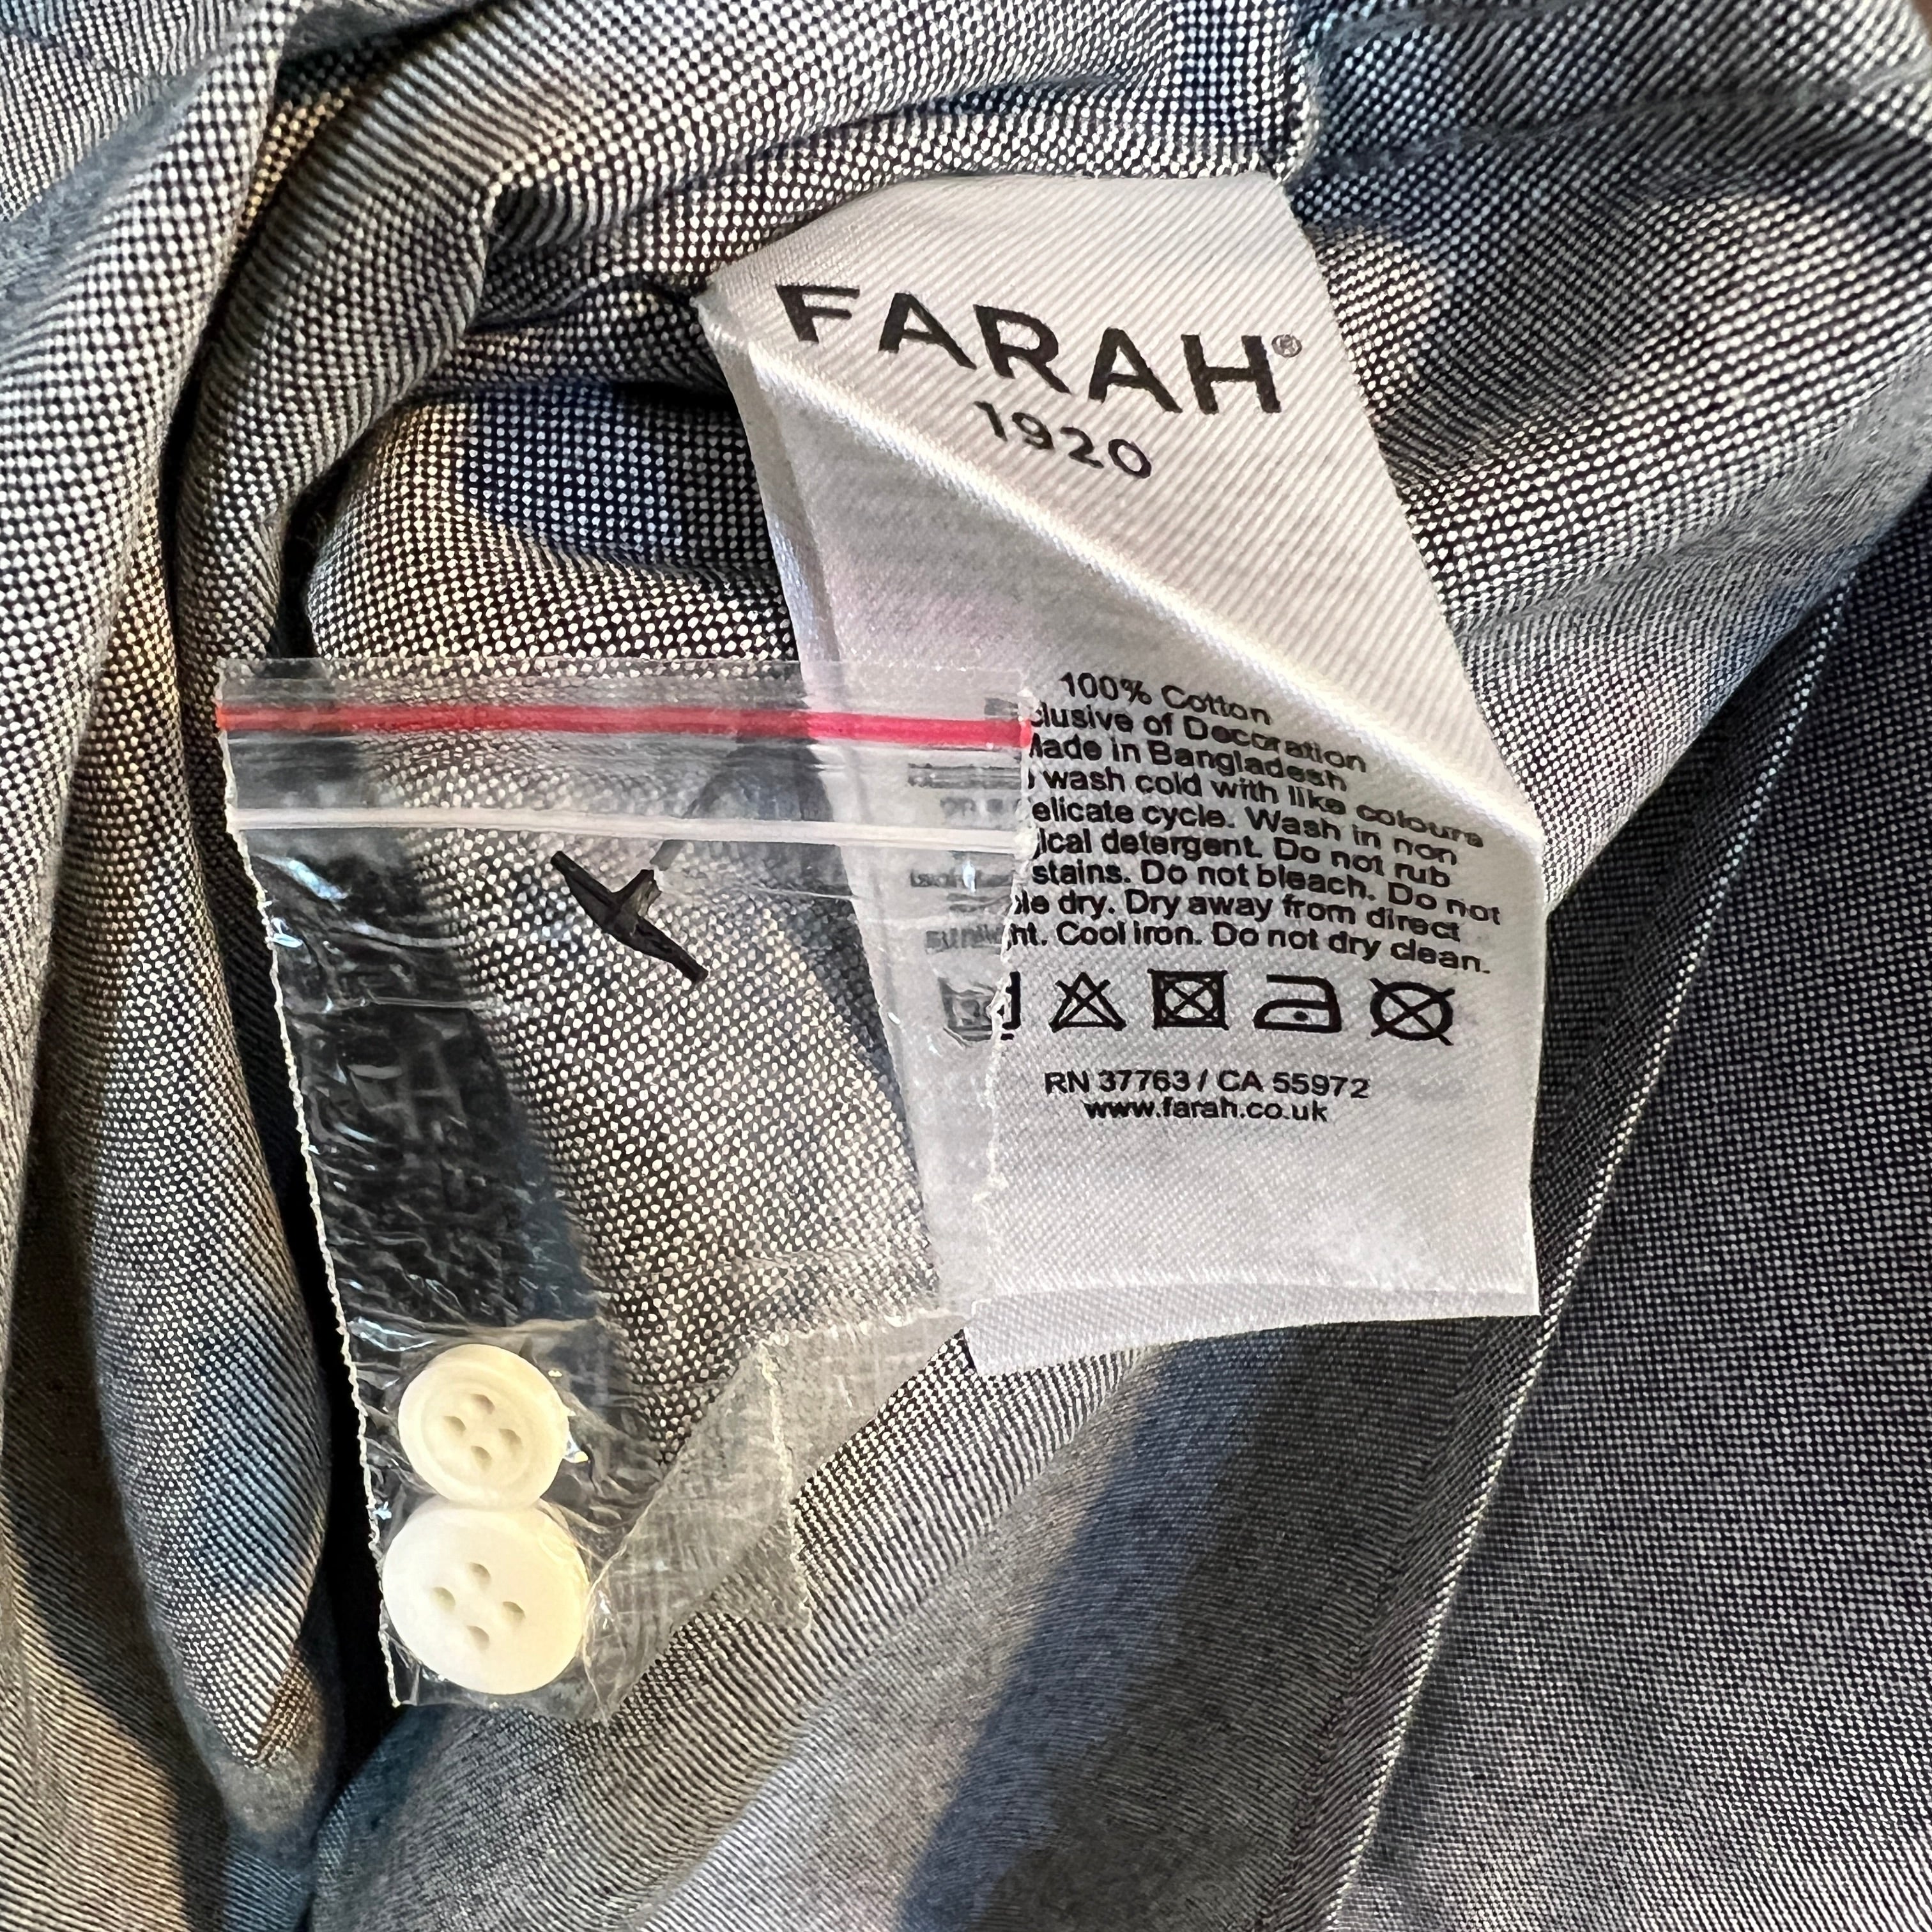 FARAH®
1920
100% Cotton
clusive of Decoration
Made in Bangladesh
wash cold with like colours
elicate cycle. Wash in non
ical detergent. Do not rub
stains. Do not bleach. Do not
le dry. Dry away from direct
ht. Cool iron. Do not dry clean.
RN 37763 / CA 55972
www.farah.co.uk